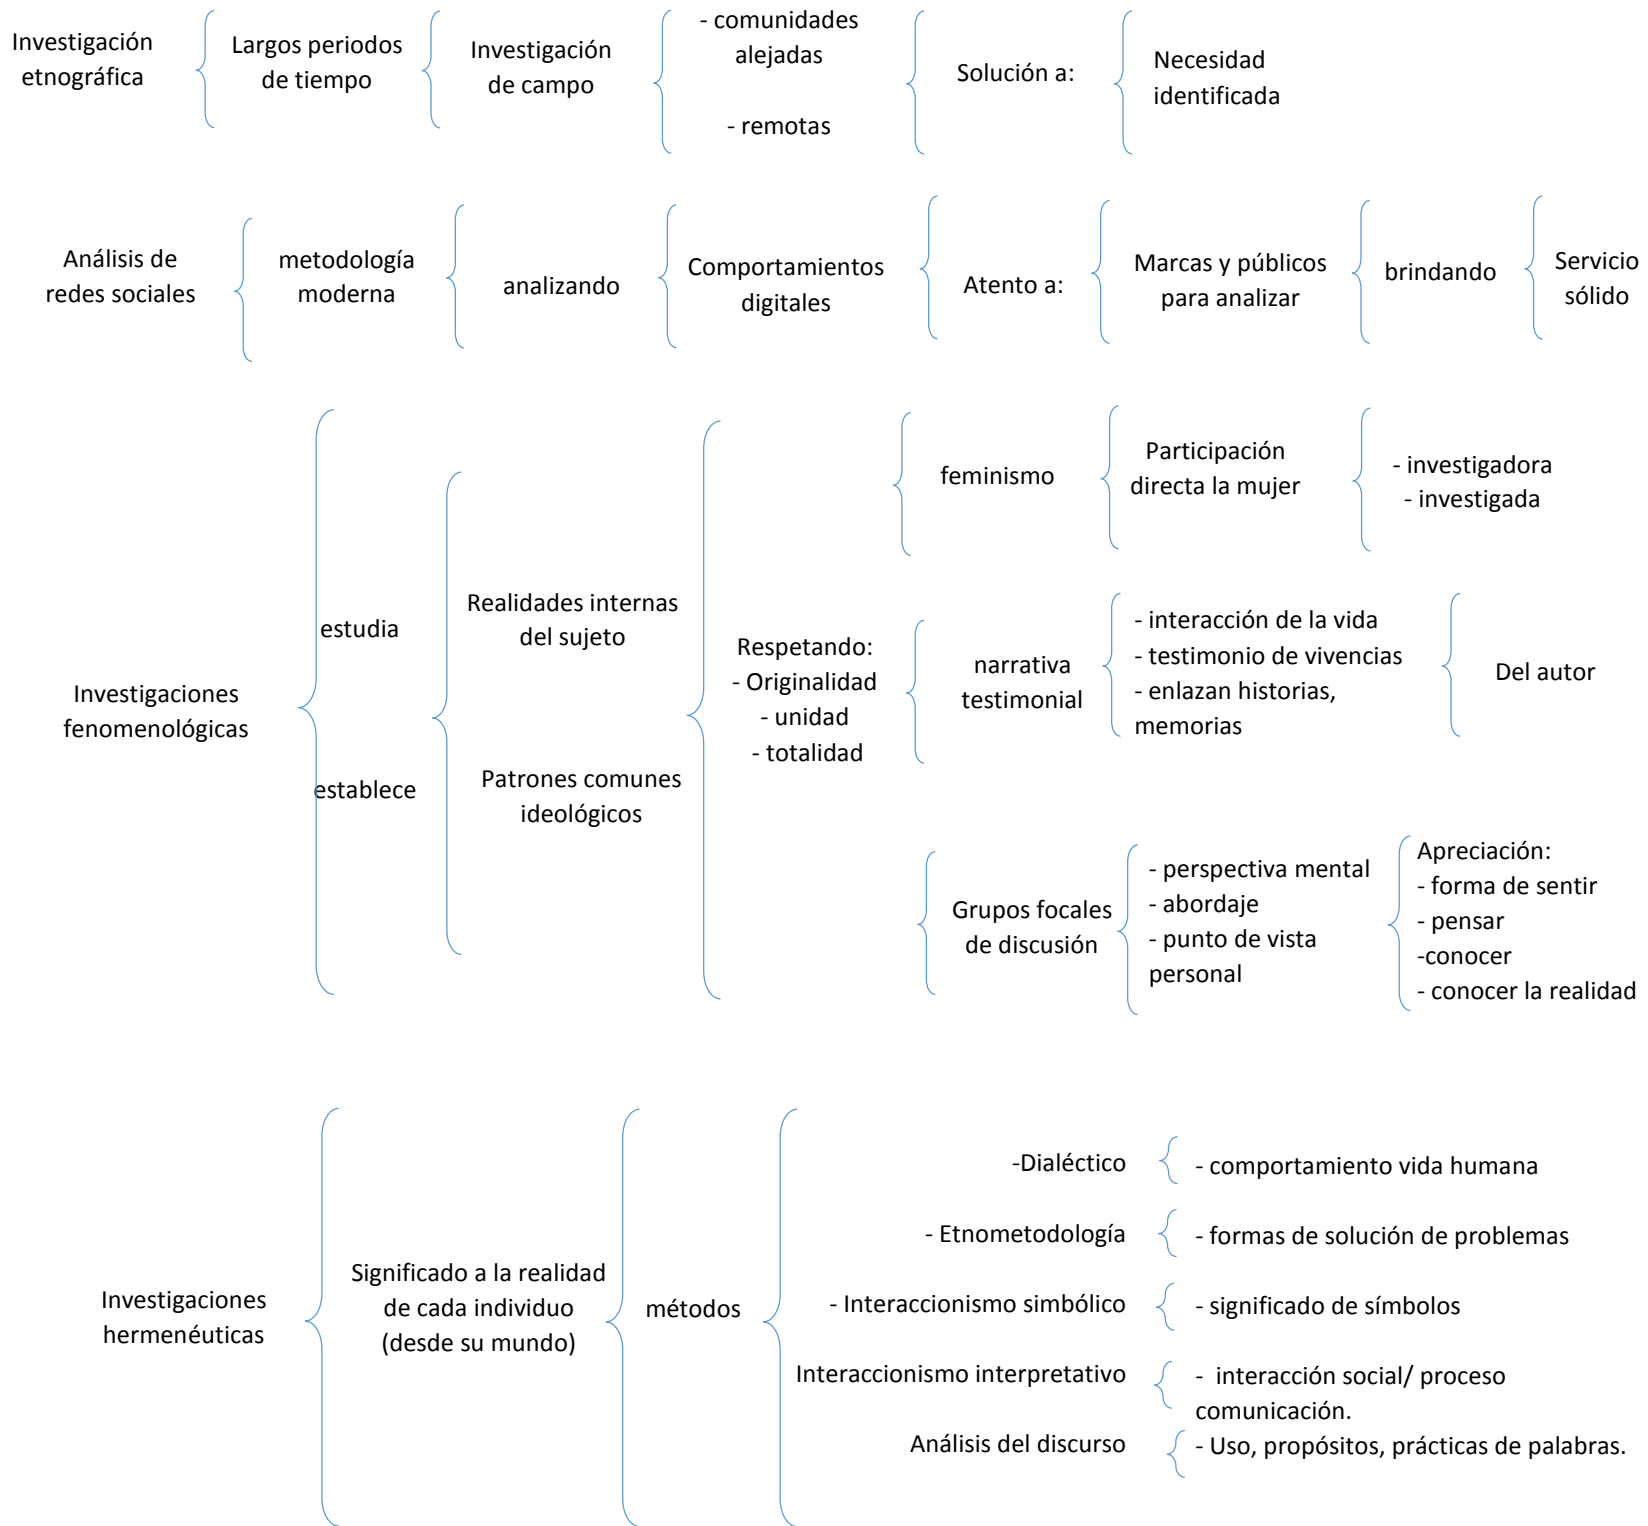 Investigación
etnográfica
Largos periodos
de tiempo
Investigación
de campo
- comunidades
alejadas
- remotas
Solución a:
Necesidad
identificada
Análisis de
redes sociales
metodología
moderna
analizando
Comportamientos
digitales
Atento a:
Marcas y públicos
para analizar
brindando
Servicio
sólido
Investigaciones
fenomenológicas
estudia
establece
Realidades internas
del sujeto
Patrones comunes
ideológicos
Respetando:
- Originalidad
- unidad
- totalidad
feminismo
Participación
directa la mujer
- investigadora
- investigada
narrativa
testimonial
- interacción de la vida
- testimonio de vivencias
- enlazan historias,
memorias
Del autor
Grupos focales
de discusión
- perspectiva mental
- abordaje
- punto de vista
personal
Apreciación:
- forma de sentir
- pensar
-conocer
- conocer la realidad
Investigaciones
hermenéuticas
Significado a la realidad
de cada individuo
(desde su mundo)
métodos
-Dialéctico
- comportamiento vida humana
- Etnometodología
- formas de solución de problemas
- Interaccionismo simbólico
- significado de símbolos
Interaccionismo interpretativo
- interacción social/ proceso
comunicación.
Análisis del discurso
- Uso, propósitos, prácticas de palabras.